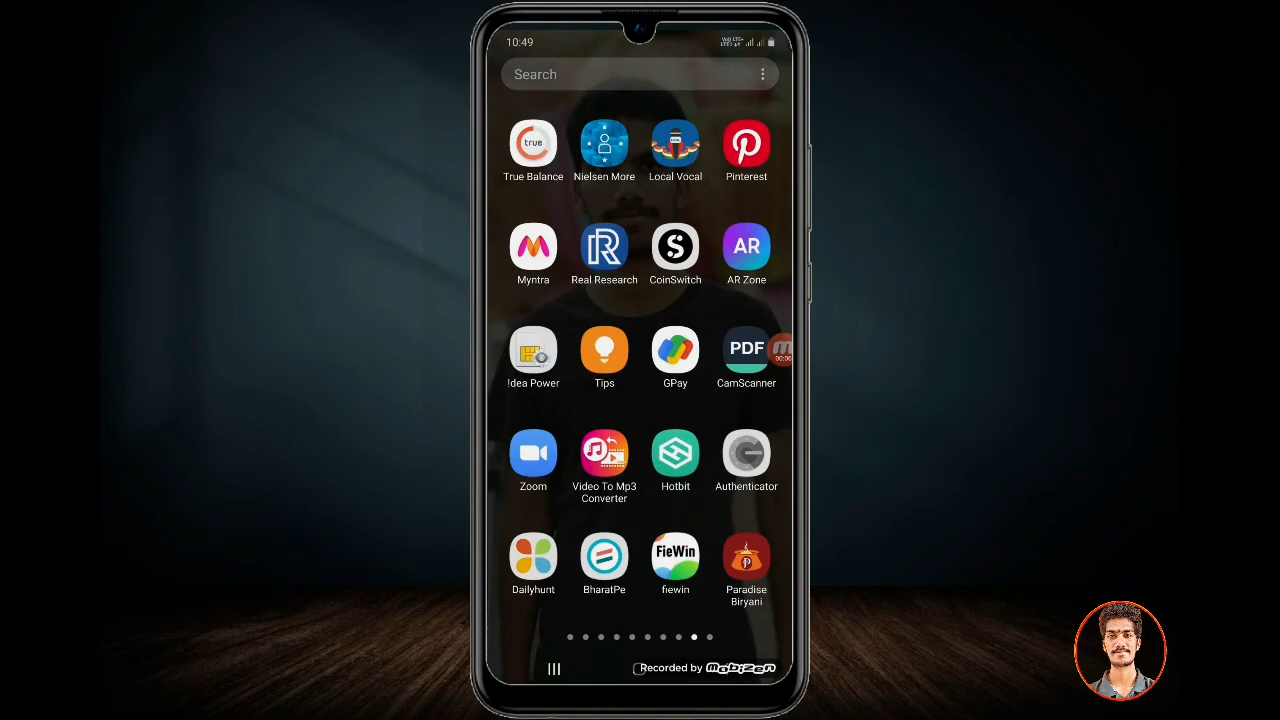 10:49
Search
true
True Balance
Nielsen More
Local Vocal
Pinterest
Myntra
Real Research
CoinSwitch
AR
AR Zone
!dea Power
Tips
GPay
PDF
CamScanner
00:06
Zoom
Video To Mp3
Converter
Hotbit
Authenticator
Dailyhunt
BharatPe
FieWin
fiewin
Paradise
Biryani
Recorded by mobizen